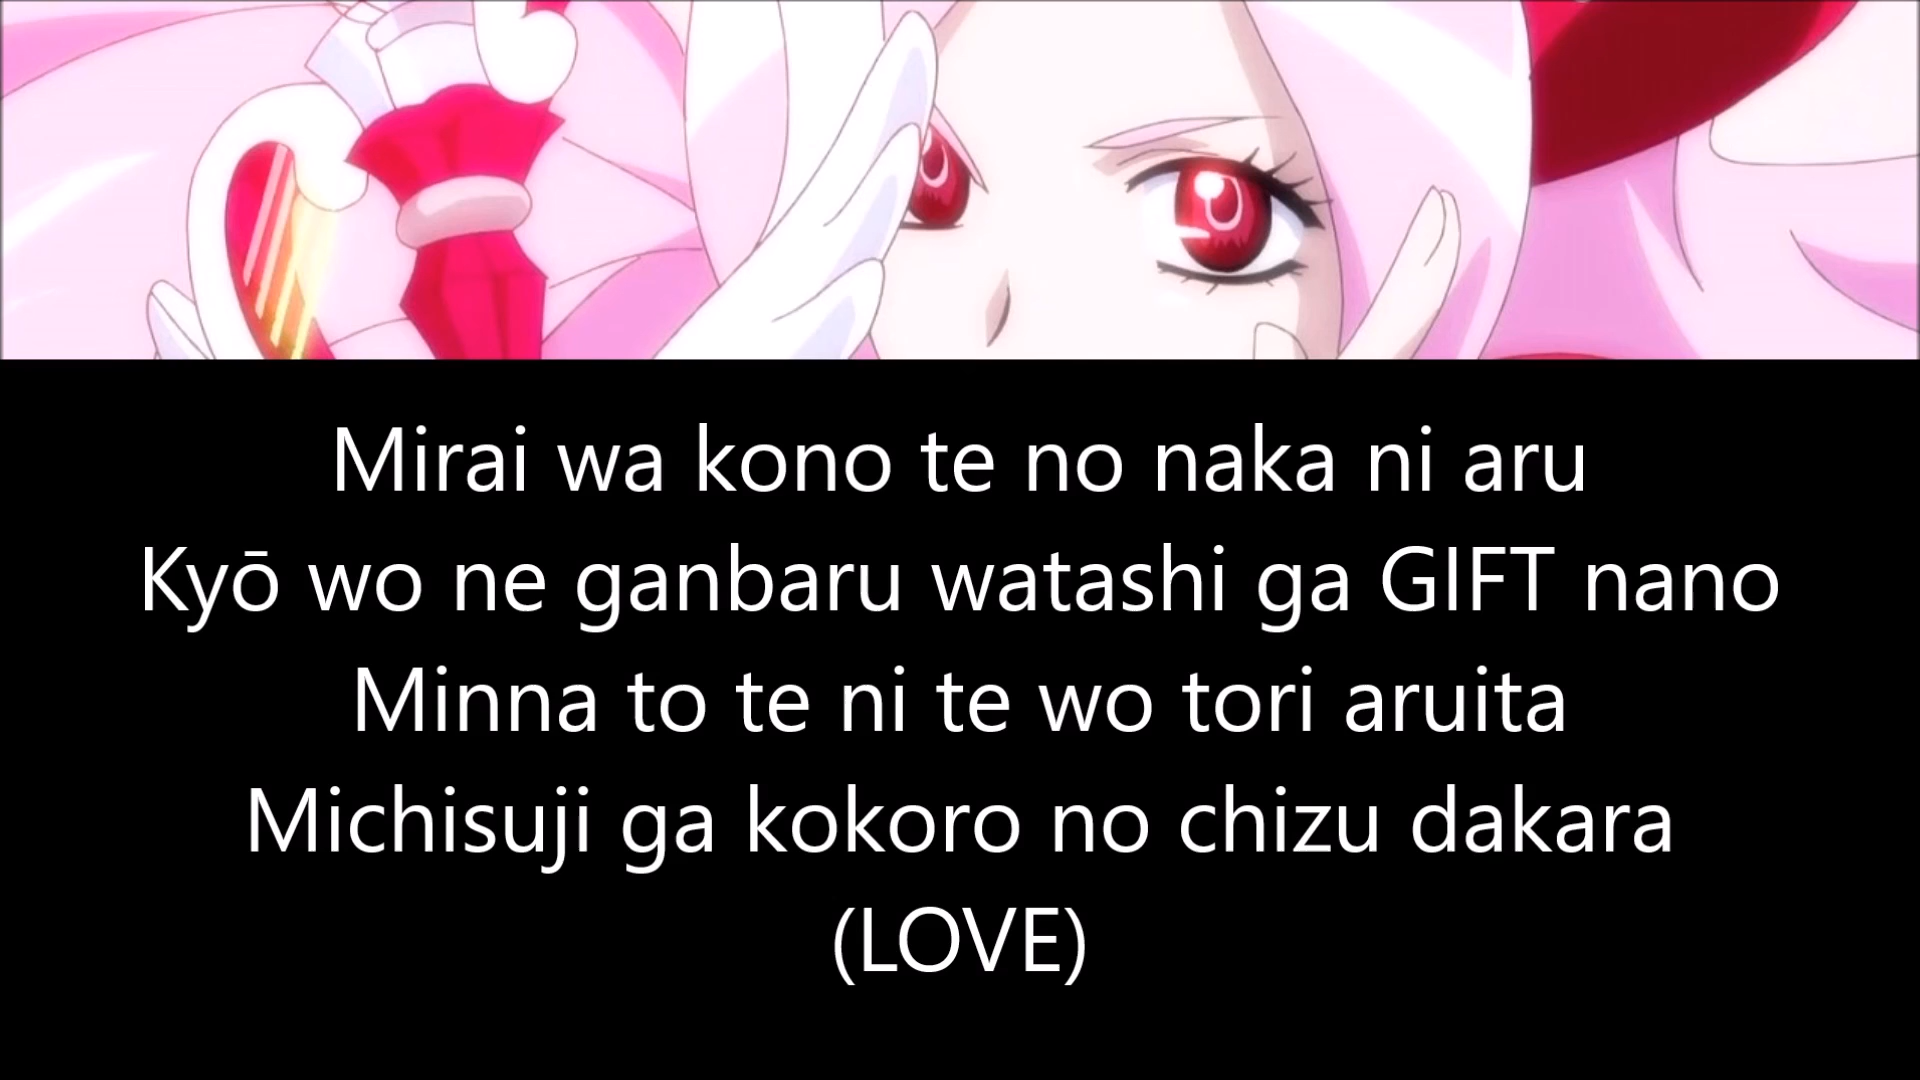 Mirai wa kono te no naka ni aru
Kyō wo ne ganbaru watashi ga GIFT nano
Minna to te ni te wo tori aruita
Michisuji ga kokoro no chizu dakara
(LOVE)